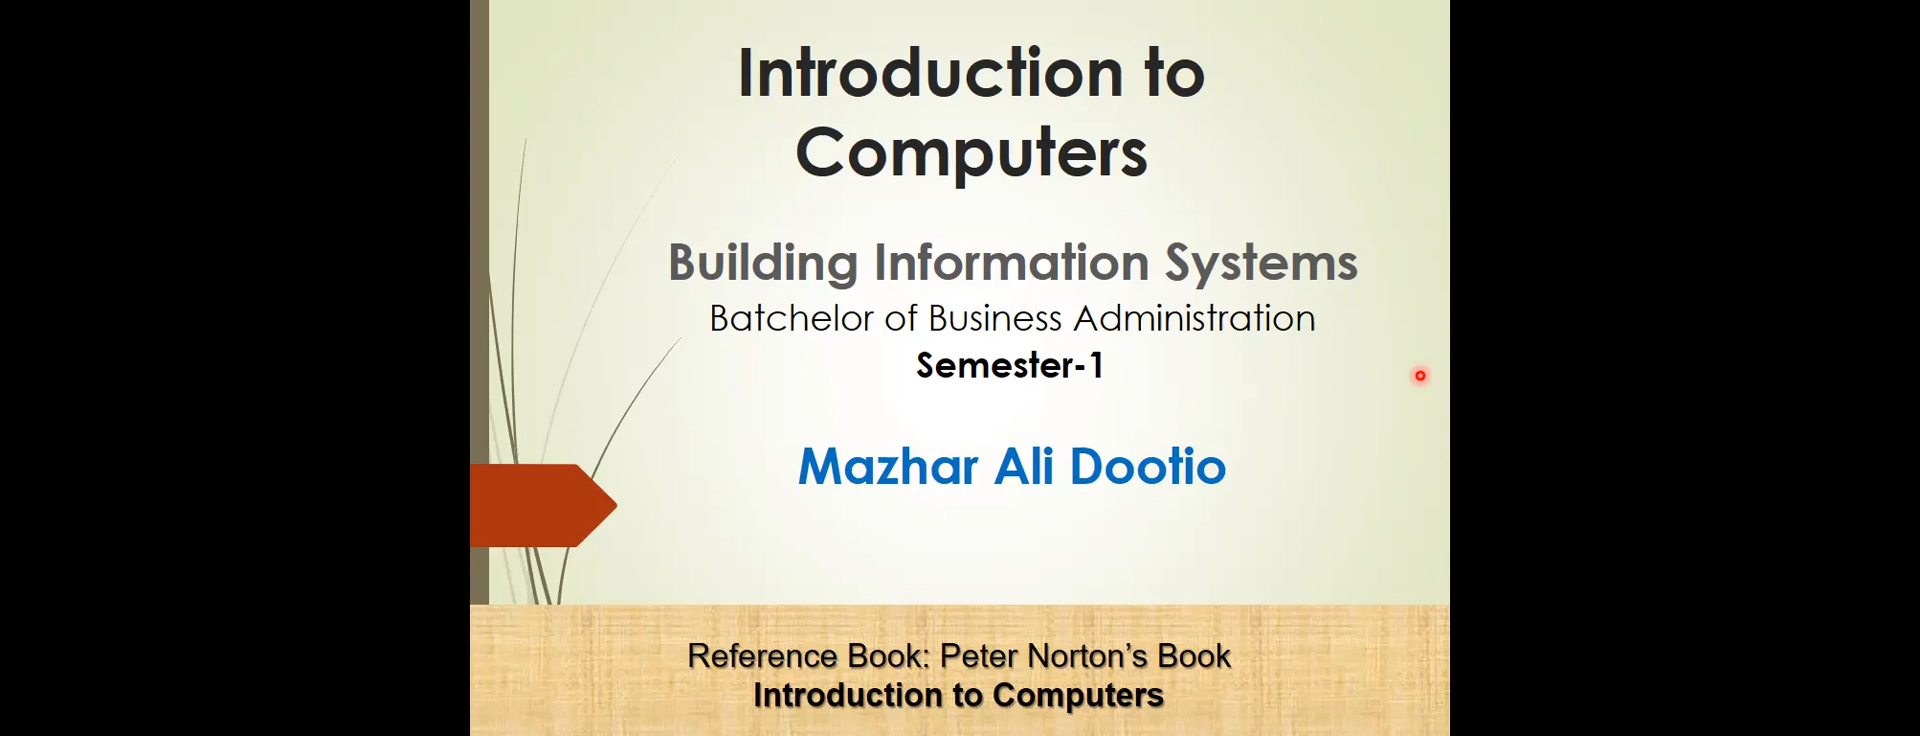 Introduction to
Computers
Building Information Systems
Batchelor of Business Administration
Semester-1
Mazhar Ali Dootio
Reference Book: Peter Norton’s Book
Introduction to Computers